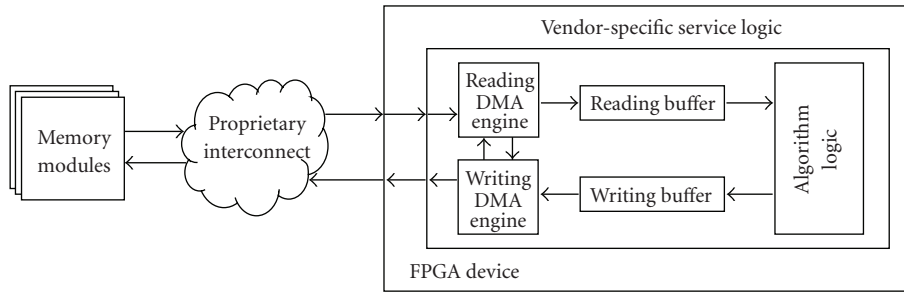 Vendor-specific service logic
Memory
modules
Proprietary
interconnect
Reading
DMA
engine
Reading buffer
Writing
DMA
engine
Writing buffer
Algorithm
logic
FPGA device